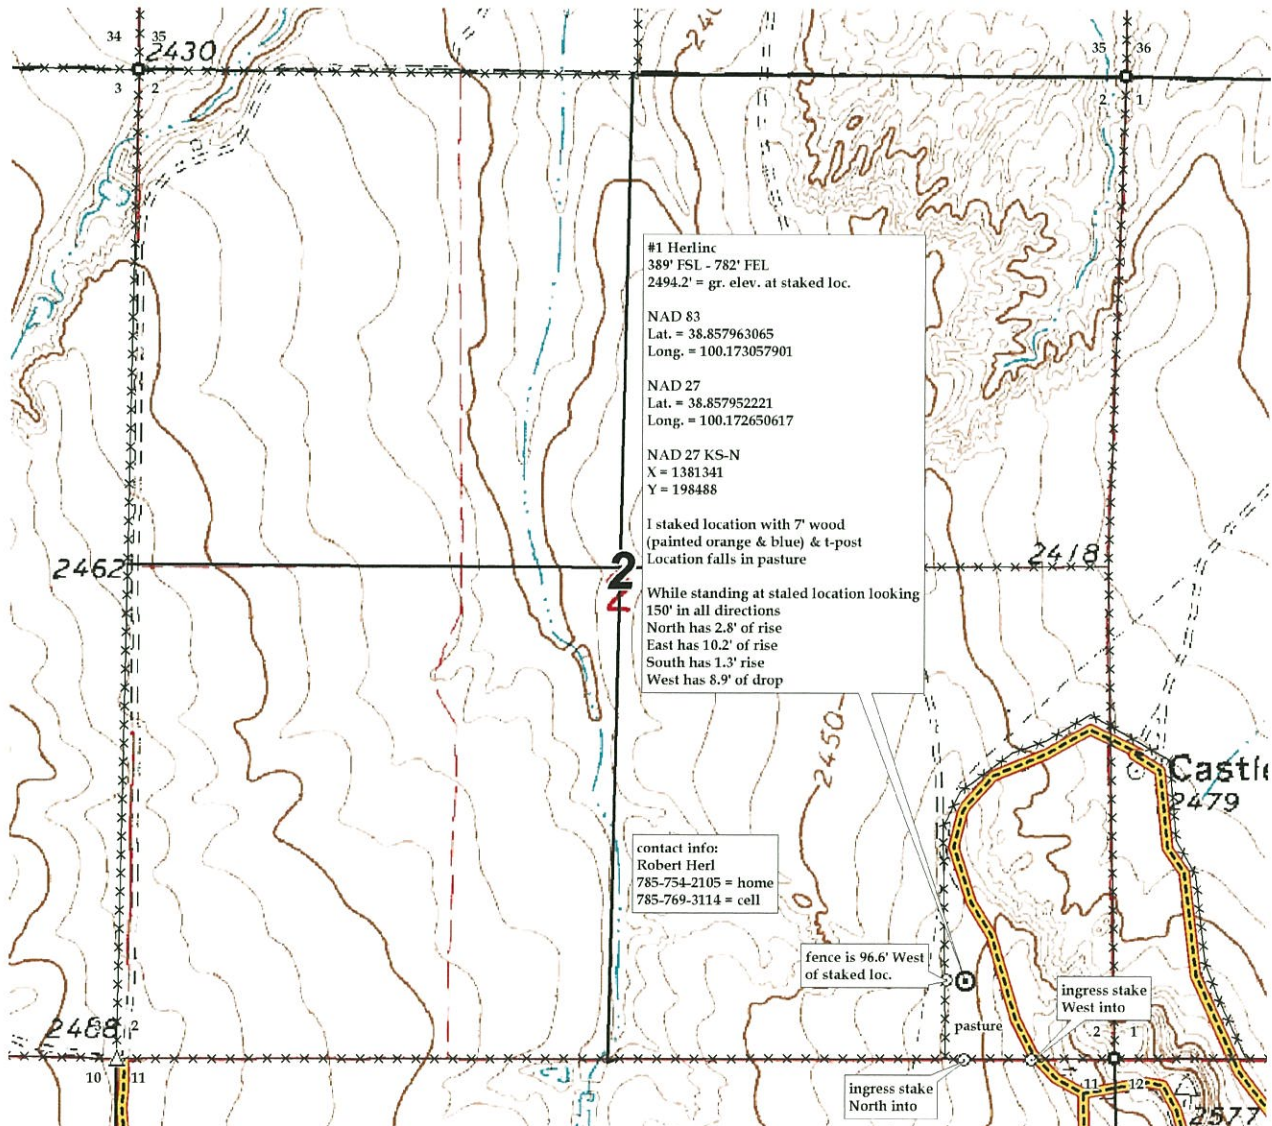 34 35
2430
3 2
240
35 36
2 1
#1 Herlinc
389' FSL - 782' FEL
2494.2' = gr. elev. at staked loc.
NAD 83
Lat. = 38.857963065
Long. = 100.173057901
NAD 27
Lat. = 38.857952221
Long. = 100.172650617
NAD 27 KS-N
X = 1381341
Y = 198488
I staked location with 7' wood
(painted orange & blue) & t-post
Location falls in pasture
While standing at staled location looking
150' in all directions
North has 2.8' of rise
East has 10.2' of rise
South has 1.3' rise
West has 8.9' of drop
2462
2
2418
2450
Castle
2479
contact info:
Robert Herl
785-754-2105 = home
785-769-3114 = cell
fence is 96.6' West
of staked loc.
ingress stake
West into
pasture
2488
2
2 1
10 11
ingress stake
North into
11 12
2577